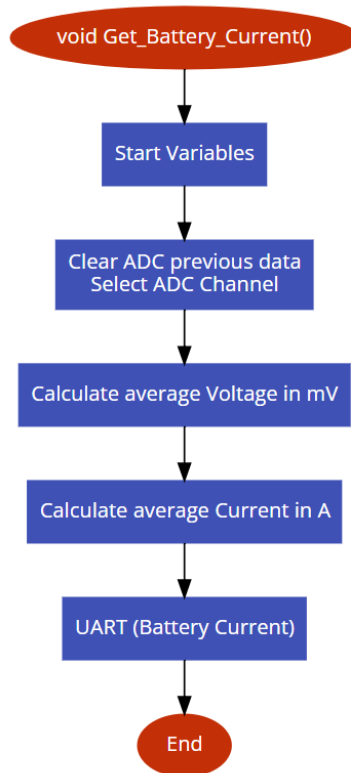 void Get_Battery_Current()
Start Variables
Clear ADC previous data
Select ADC Channel
Calculate average Voltage in mV
Calculate average Current in A
UART (Battery Current)
End